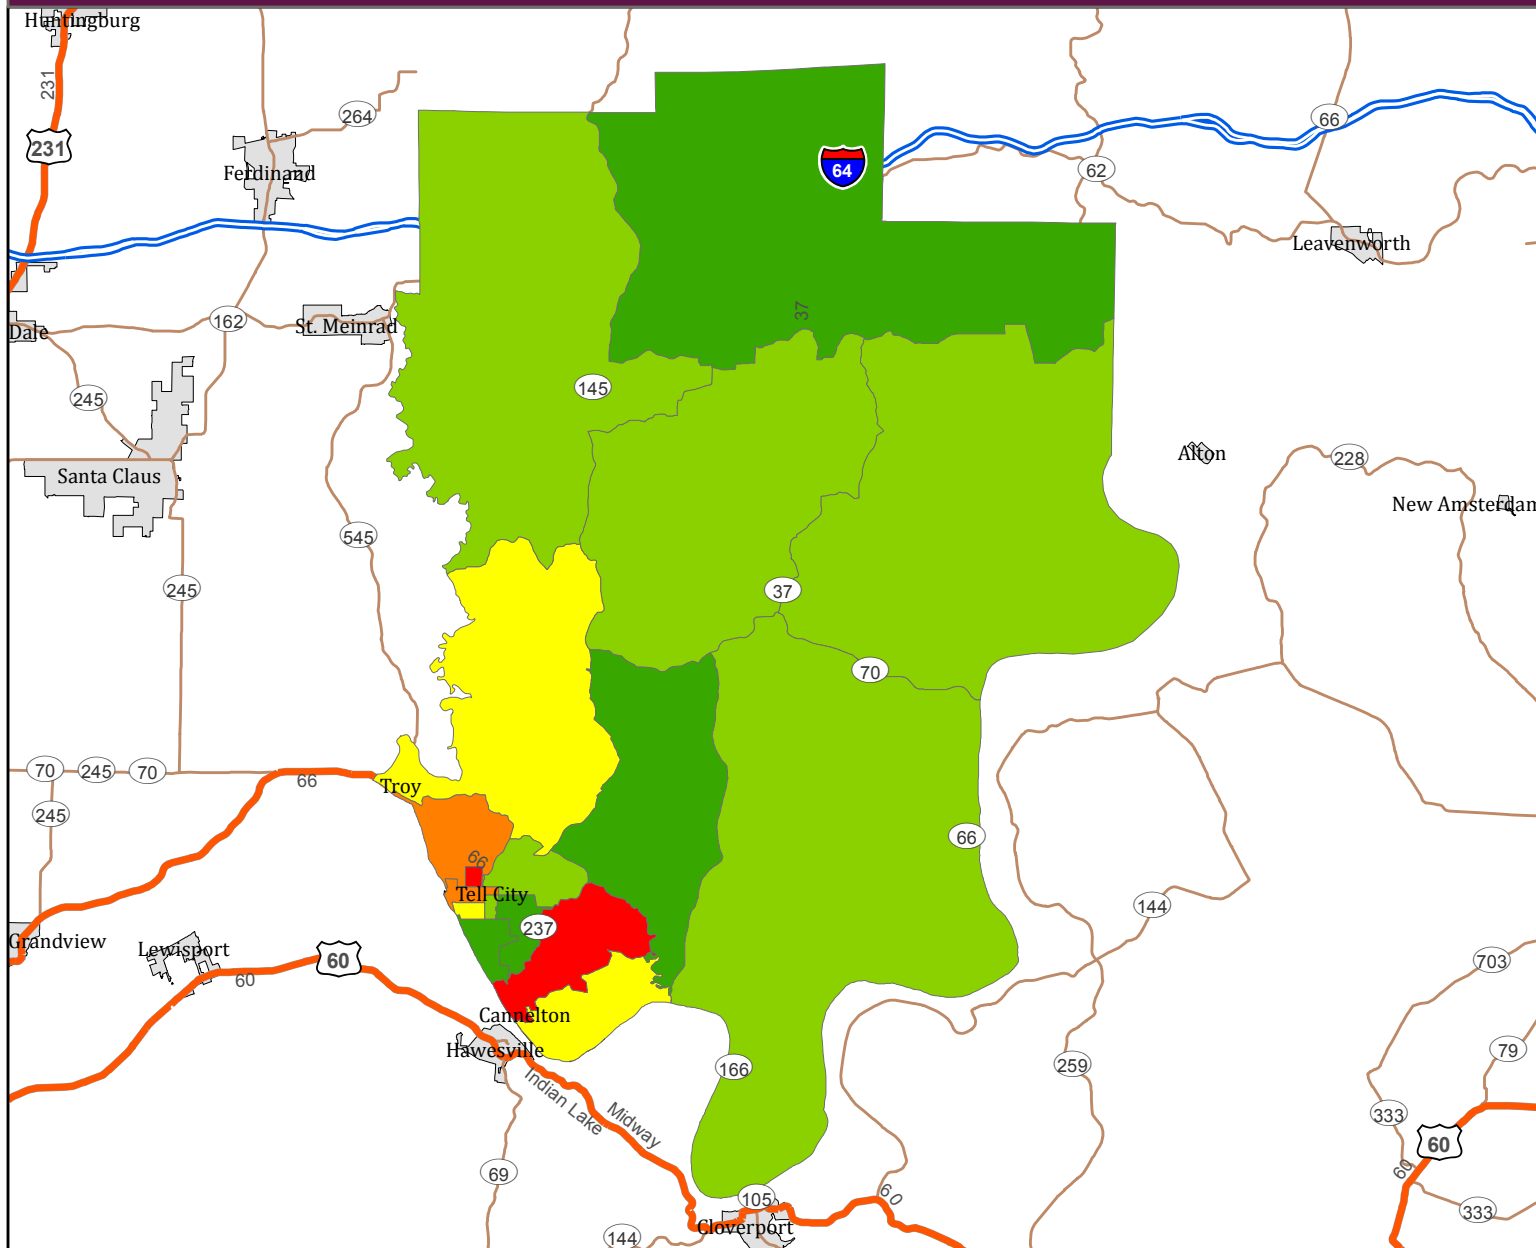 Huntingburg
231
264
66
231
62
64
Ferdinand
Leavenworth
37
162
St. Meinrad
Dale
145
245
Alton
228
Santa Claus
New Amsterdam
545
245
37
70
70
245
70
66
Troy
245
66
66
Tell City
144
237
Grandview
Lewisport
60
703
60
Cannelton
Hawesville
79
166
259
Indian Lake
Midway
333
60
69
60
60
105
333
Cloverport
144